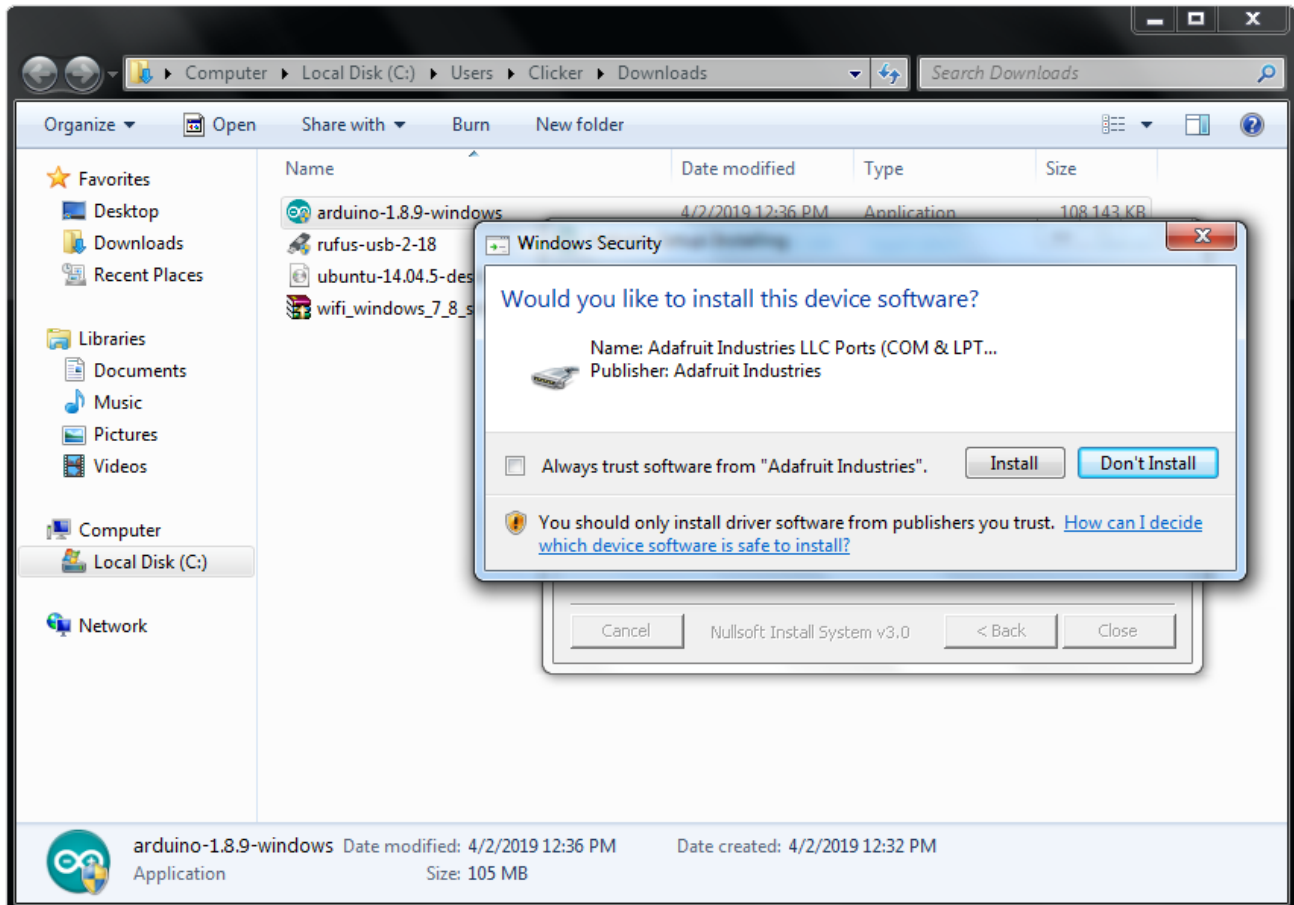 Computer Local Disk (C:) Users Clicker Downloads
Search Downloads
Organize Open Share with Burn New folder
Name Date modified Type Size
Favorites
Desktop
Downloads
Recent Places
Libraries
Documents
Music
Pictures
Videos
Computer
Local Disk (C:)
Network
arduino-1.8.9-windows 4/2/2019 12:36 PM Application 108,143 KB
rufus-usb-2-18
ubuntu-14.04.5-des
wifi_windows_7_8_s
Windows Security
Would you like to install this device software?
Name: Adafruit Industries LLC Ports (COM & LPT...
Publisher: Adafruit Industries
Always trust software from "Adafruit Industries". Install Don't Install
You should only install driver software from publishers you trust. How can I decide
which device software is safe to install?
Cancel Nullsoft Install System v3.0 < Back Close
arduino-1.8.9-windows Date modified: 4/2/2019 12:36 PM Date created: 4/2/2019 12:32 PM
Application Size: 105 MB